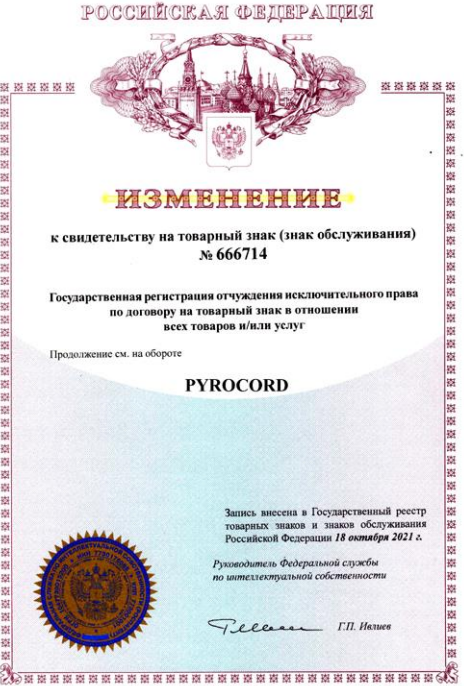 РОССИЙСКАЯ ФЕДЕРАЦИЯ
ИЗМЕНЕНИЕ
к свидетельству на товарный знак (знак обслуживания)
№ 666714
Государственная регистрация отчуждения исключительного права
по договору на товарный знак в отношении
всех товаров и/или услуг
Продолжение см. на обороте
PYROCORD
Запись внесена в Государственный реестр
товарных знаков и знаков обслуживания
Российской Федерации 18 октября 2021 г.
Руководитель Федеральной службы
по интеллектуальной собственности
Г.П. Ивлиев